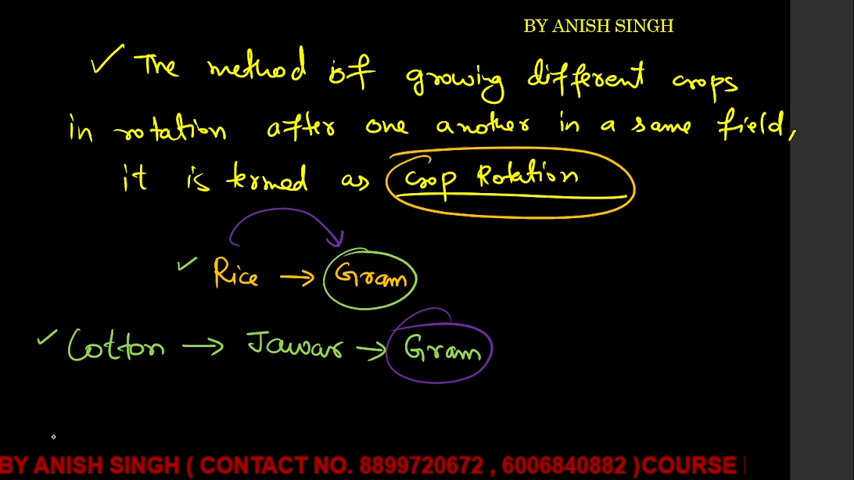 BY ANISH SINGH
✓ The method of growing different crops
in rotation after one another in a same field,
it is termed as Crop Rotation
✓ Rice → Gram
✓ Cotton → Jawar → Gram
BY ANISH SINGH ( CONTACT NO. 8899720672 , 6006840882 )COURSE